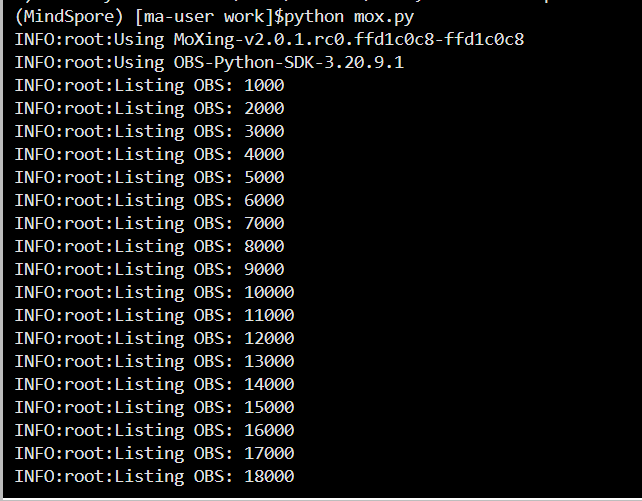 (MindSpore) [ma-user work]$python mox.py
INFO:root:Using MoXing-v2.0.1.rc0.ffd1c0c8-ffd1c0c8
INFO:root:Using OBS-Python-SDK-3.20.9.1
INFO:root:Listing OBS: 1000
INFO:root:Listing OBS: 2000
INFO:root:Listing OBS: 3000
INFO:root:Listing OBS: 4000
INFO:root:Listing OBS: 5000
INFO:root:Listing OBS: 6000
INFO:root:Listing OBS: 7000
INFO:root:Listing OBS: 8000
INFO:root:Listing OBS: 9000
INFO:root:Listing OBS: 10000
INFO:root:Listing OBS: 11000
INFO:root:Listing OBS: 12000
INFO:root:Listing OBS: 13000
INFO:root:Listing OBS: 14000
INFO:root:Listing OBS: 15000
INFO:root:Listing OBS: 16000
INFO:root:Listing OBS: 17000
INFO:root:Listing OBS: 18000